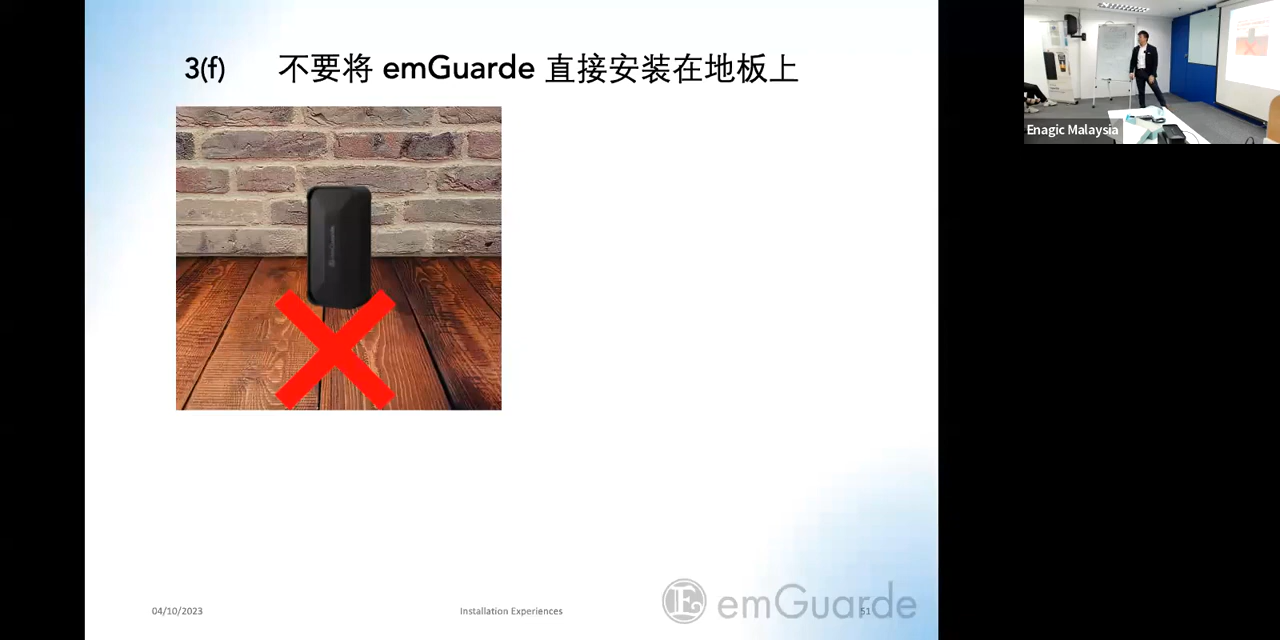 3(f) 不要将 emGuarde 直接安装在地板上
Enagic Malaysia
emGuarde
04/10/2023
Installation Experiences
E emGuarde
51